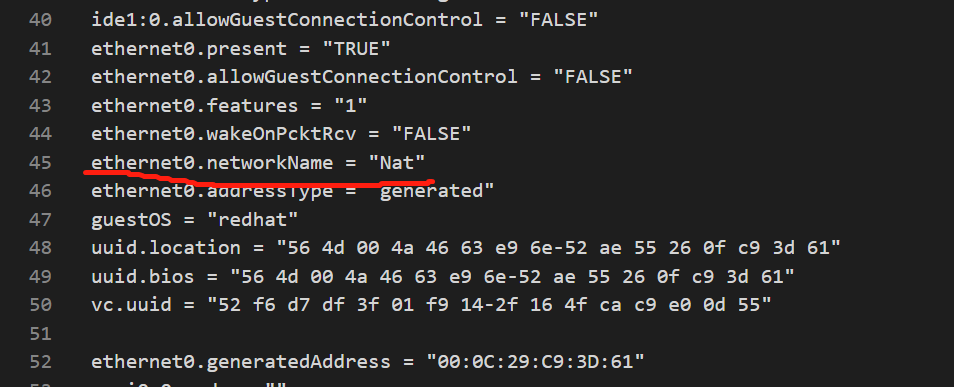 40 ide1:0.allowGuestConnectionControl = "FALSE"
41 ethernet0.present = "TRUE"
42 ethernet0.allowGuestConnectionControl = "FALSE"
43 ethernet0.features = "1"
44 ethernet0.wakeOnPcktRcv = "FALSE"
45 ethernet0.networkName = "Nat"
46 ethernet0.addressType = "generated"
47 guestOS = "redhat"
48 uuid.location = "56 4d 00 4a 46 63 e9 6e-52 ae 55 26 0f c9 3d 61"
49 uuid.bios = "56 4d 00 4a 46 63 e9 6e-52 ae 55 26 0f c9 3d 61"
50 vc.uuid = "52 f6 d7 df 3f 01 f9 14-2f 16 4f ca c9 e0 0d 55"
51
52 ethernet0.generatedAddress = "00:0C:29:C9:3D:61"